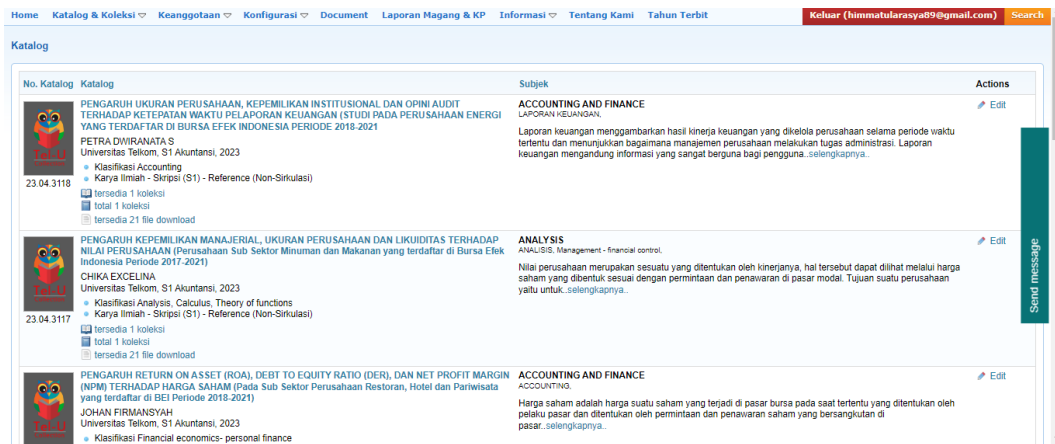 Home Katalog & Koleksi Keanggotaan Konfigurasi Document Laporan Magang & KP Informasi Tentang Kami Tahun Terbit Keluar (himmatularasya89@gmail.com) Search
Katalog
No. Katalog Katalog Subjek Actions
PENGARUH UKURAN PERUSAHAAN, KEPEMILIKAN INSTITUSIONAL DAN OPINI AUDIT
TERHADAP KETEPATAN WAKTU PELAPORAN KEUANGAN (STUDI PADA PERUSAHAAN ENERGI
YANG TERDAFTAR DI BURSA EFEK INDONESIA PERIODE 2018-2021
PETRA DWIRANATA S
Universitas Telkom, S1 Akuntansi, 2023
Klasifikasi Accounting
Karya Ilmiah - Skripsi (S1) - Reference (Non-Sirkulasi)
tersedia 1 koleksi
total 1 koleksi
tersedia 21 file download
Tel-U
23.04.3118
ACCOUNTING AND FINANCE
LAPORAN KEUANGAN,
Laporan keuangan menggambarkan hasil kinerja keuangan yang dikelola perusahaan selama periode waktu
tertentu dan menunjukkan bagaimana manajemen perusahaan melakukan tugas administrasi. Laporan
keuangan mengandung informasi yang sangat berguna bagi pengguna..selengkapnya..
Edit
PENGARUH KEPEMILIKAN MANAJERIAL, UKURAN PERUSAHAAN DAN LIKUIDITAS TERHADAP
NILAI PERUSAHAAN (Perusahaan Sub Sektor Minuman dan Makanan yang terdaftar di Bursa Efek
Indonesia Periode 2017-2021)
CHIKA EXCELINA
Universitas Telkom, S1 Akuntansi, 2023
Klasifikasi Analysis, Calculus, Theory of functions
Karya Ilmiah - Skripsi (S1) - Reference (Non-Sirkulasi)
tersedia 1 koleksi
total 1 koleksi
tersedia 21 file download
Tel-U
23.04.3117
ANALYSIS
ANALISIS, Management - financial control,
Nilai perusahaan merupakan sesuatu yang ditentukan oleh kinerjanya, hal tersebut dapat dilihat melalui harga
saham yang dibentuk sesuai dengan permintaan dan penawaran di pasar modal. Tujuan suatu perusahaan
yaitu untuk..selengkapnya..
Edit
PENGARUH RETURN ON ASSET (ROA), DEBT TO EQUITY RATIO (DER), DAN NET PROFIT MARGIN
(NPM) TERHADAP HARGA SAHAM (Pada Sub Sektor Perusahaan Restoran, Hotel dan Pariwisata
yang terdaftar di BEI Periode 2018-2021)
JOHAN FIRMANSYAH
Universitas Telkom, S1 Akuntansi, 2023
Klasifikasi Financial economics- personal finance
Tel-U
ACCOUNTING AND FINANCE
ACCOUNTING,
Harga saham adalah harga suatu saham yang terjadi di pasar bursa pada saat tertentu yang ditentukan oleh
pelaku pasar dan ditentukan oleh permintaan dan penawaran saham yang bersangkutan di
pasar..selengkapnya..
Edit
Send message